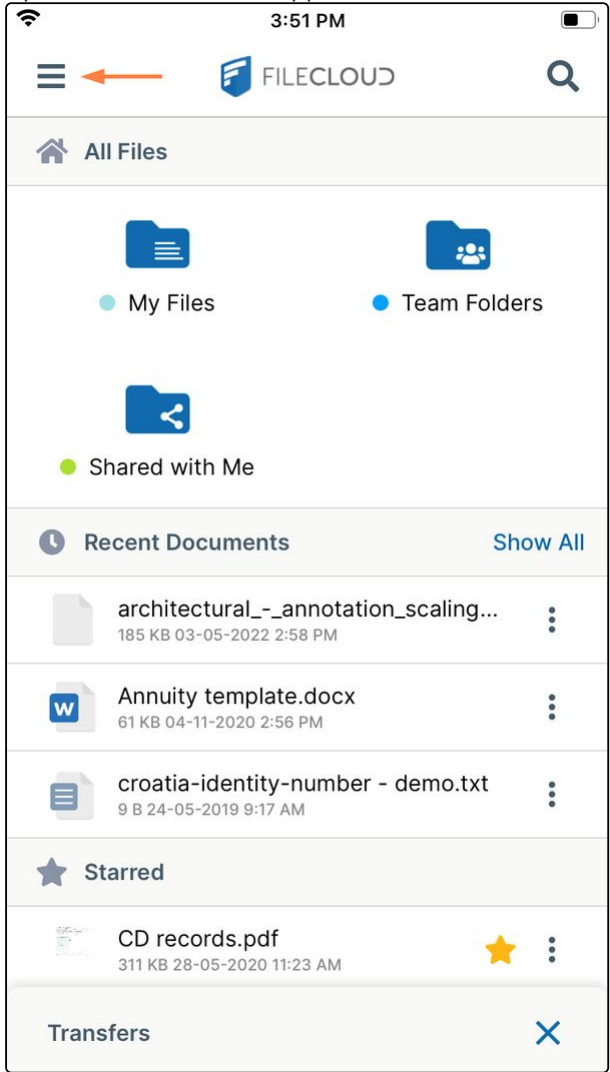 3:51 PM
FILECLOUD
All Files
My Files
Team Folders
Shared with Me
Recent Documents
Show All
architectural_-_annotation_scaling...
185 KB 03-05-2022 2:58 PM
W
Annuity template.docx
61 KB 04-11-2020 2:56 PM
croatia-identity-number - demo.txt
9 B 24-05-2019 9:17 AM
Starred
CD records.pdf
311 KB 28-05-2020 11:23 AM
Transfers